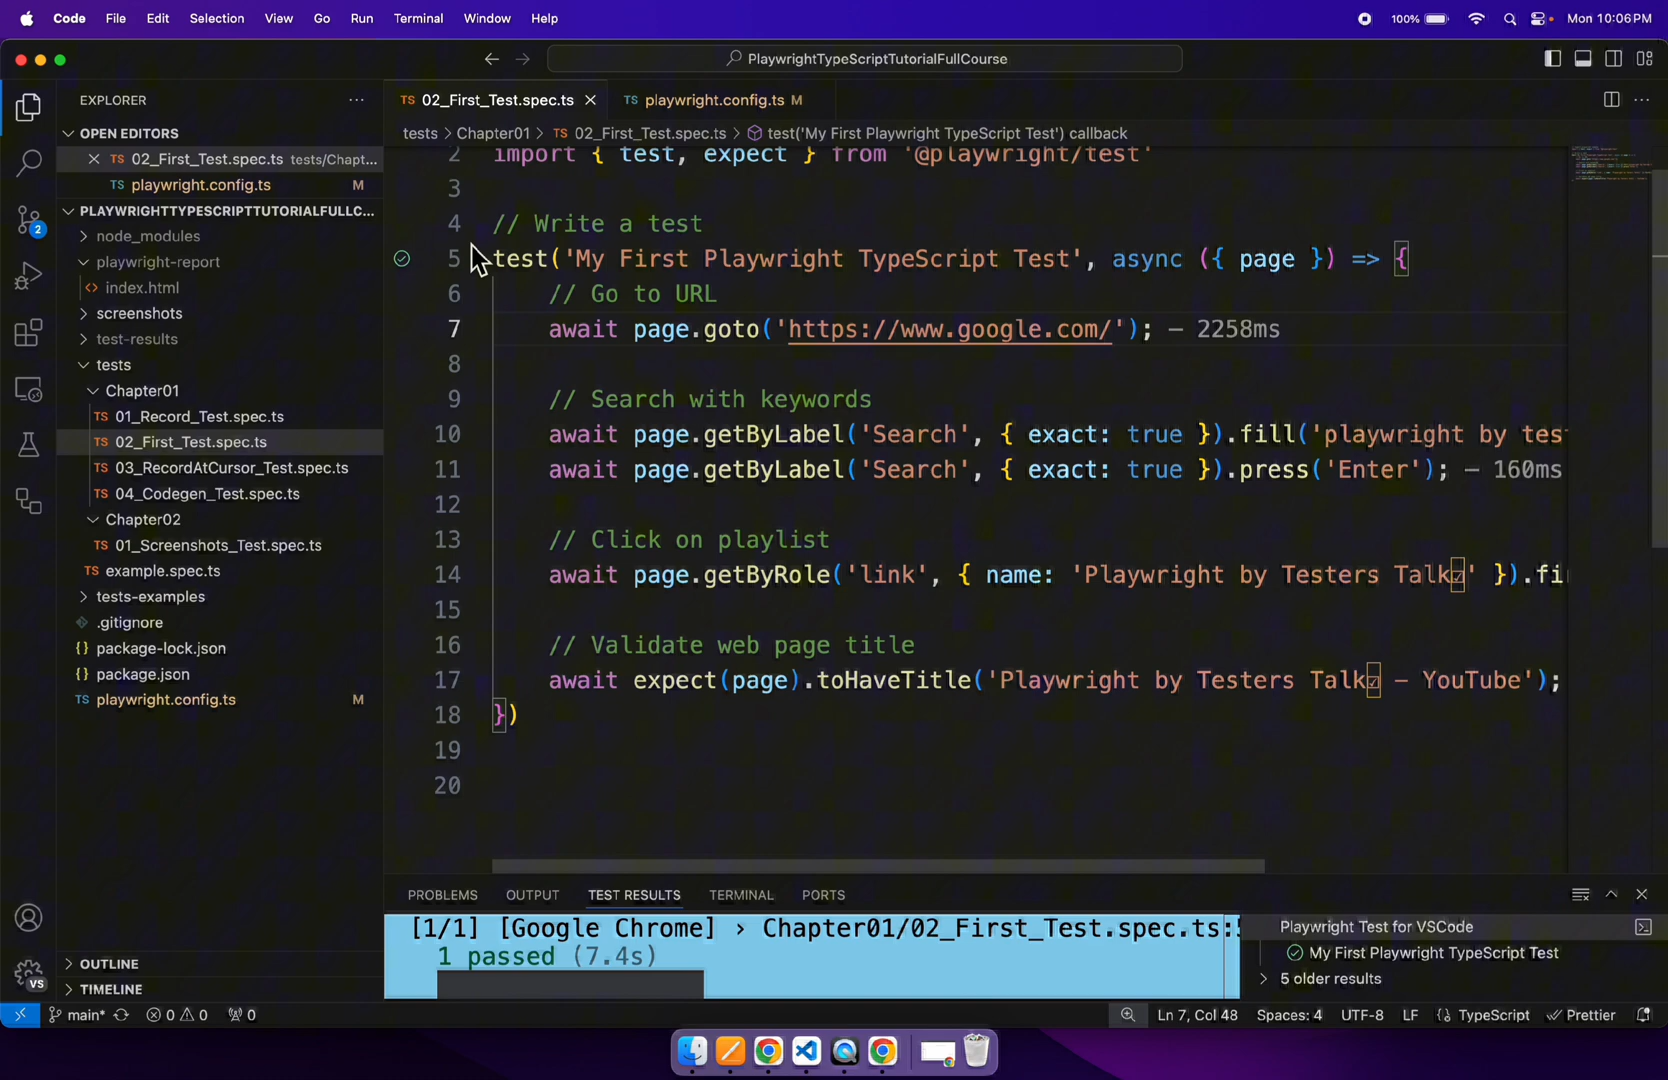 Code File Edit Selection View Go Run Terminal Window Help 100% Mon 10:06 PM
PlaywrightTypeScriptTutorialFullCourse
EXPLORER
OPEN EDITORS
02_First_Test.spec.ts tests/Chapt...
playwright.config.ts M
PLAYWRIGHTTYPESCRIPTTUTORIALFULLC...
node_modules
playwright-report
index.html
screenshots
test-results
tests
Chapter01
01_Record_Test.spec.ts
02_First_Test.spec.ts
03_RecordAtCursor_Test.spec.ts
04_Codegen_Test.spec.ts
Chapter02
01_Screenshots_Test.spec.ts
example.spec.ts
tests-examples
.gitignore
package-lock.json
package.json
playwright.config.ts M
OUTLINE
TIMELINE
02_First_Test.spec.ts playwright.config.ts M
tests > Chapter01 > 02_First_Test.spec.ts > test('My First Playwright TypeScript Test') callback
2 import { test, expect } from '@playwright/test'
3
4 // Write a test
5 test('My First Playwright TypeScript Test', async ({ page }) => {
6 // Go to URL
7 await page.goto('https://www.google.com/'); — 2258ms
8
9 // Search with keywords
10 await page.getByLabel('Search', { exact: true }).fill('playwright by tes
11 await page.getByLabel('Search', { exact: true }).press('Enter'); — 160ms
12
13 // Click on playlist
14 await page.getByRole('link', { name: 'Playwright by Testers Talk☑' }).fi
15
16 // Validate web page title
17 await expect(page).toHaveTitle('Playwright by Testers Talk☑ – YouTube');
18 })
19
20
PROBLEMS OUTPUT TEST RESULTS TERMINAL PORTS
[1/1] [Google Chrome] › Chapter01/02_First_Test.spec.ts:
1 passed (7.4s)
Playwright Test for VSCode
My First Playwright TypeScript Test
5 older results
main* 0 0 0 Ln 7, Col 48 Spaces: 4 UTF-8 LF TypeScript Prettier